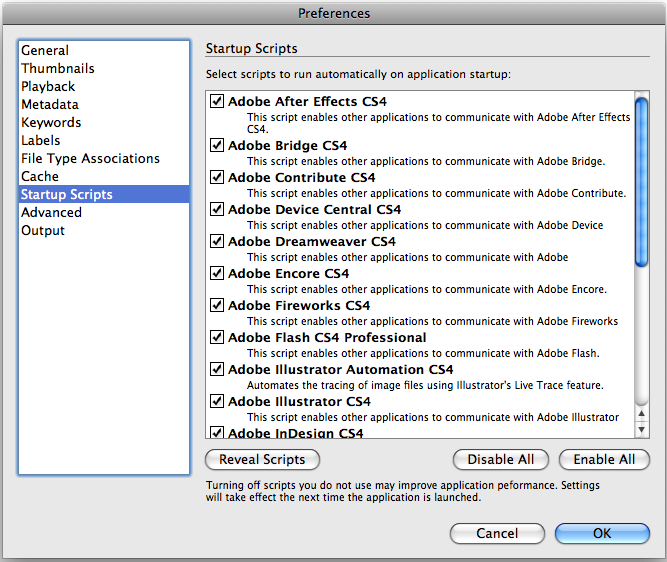 Preferences
General
Thumbnails
Playback
Metadata
Keywords
Labels
File Type Associations
Cache
Startup Scripts
Advanced
Output
Startup Scripts
Select scripts to run automatically on application startup:
Adobe After Effects CS4
This script enables other applications to communicate with Adobe After Effects
CS4.
Adobe Bridge CS4
This script enables other applications to communicate with Adobe Bridge.
Adobe Contribute CS4
This script enables other applications to communicate with Adobe Contribute.
Adobe Device Central CS4
This script enables other applications to communicate with Adobe Device
Adobe Dreamweaver CS4
This script enables other applications to communicate with Adobe
Adobe Encore CS4
This script enables other applications to communicate with Adobe Encore.
Adobe Fireworks CS4
This script enables other applications to communicate with Adobe Fireworks
Adobe Flash CS4 Professional
This script enables other applications to communicate with Adobe Flash.
Adobe Illustrator Automation CS4
Automates the tracing of image files using Illustrator's Live Trace feature.
Adobe Illustrator CS4
This script enables other applications to communicate with Adobe Illustrator
Adobe InDesign CS4
Reveal Scripts
Disable All
Enable All
Turning off scripts you do not use may improve application peformance. Settings
will take effect the next time the application is launched.
Cancel
OK